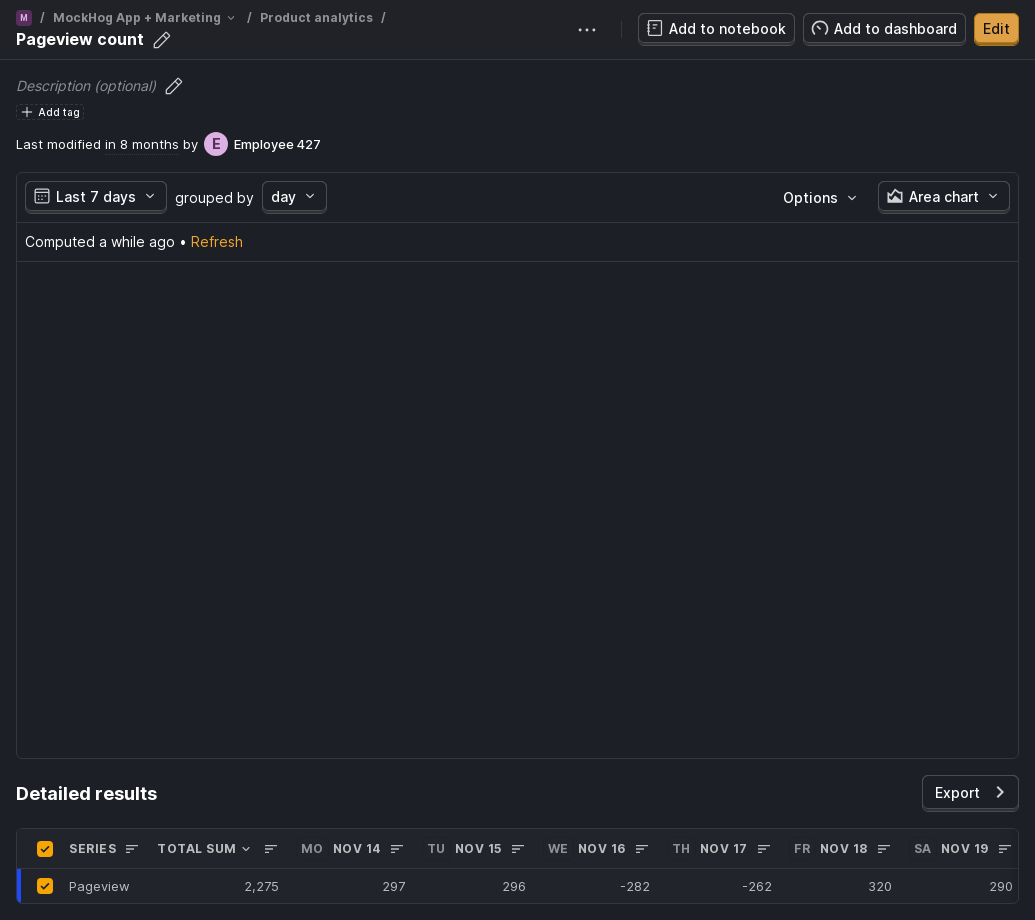 M / MockHog App + Marketing / Product analytics /
Pageview count
Add to notebook Add to dashboard Edit
Description (optional)
Add tag
Last modified in 8 months by E Employee 427
Last 7 days grouped by day Options Area chart
Computed a while ago • Refresh
Detailed results Export
SERIES TOTAL SUM MO NOV 14 TU NOV 15 WE NOV 16 TH NOV 17 FR NOV 18 SA NOV 19
Pageview 2,275 297 296 -282 -262 320 290